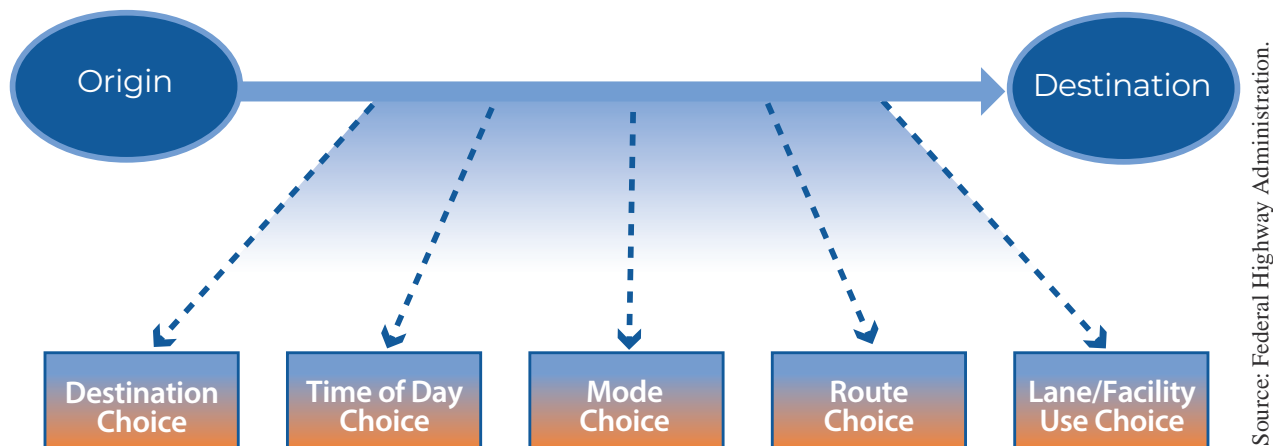 Origin
Destination
Destination
Choice
Time of Day
Choice
Mode
Choice
Route
Choice
Lane/Facility
Use Choice
Source: Federal Highway Administration.